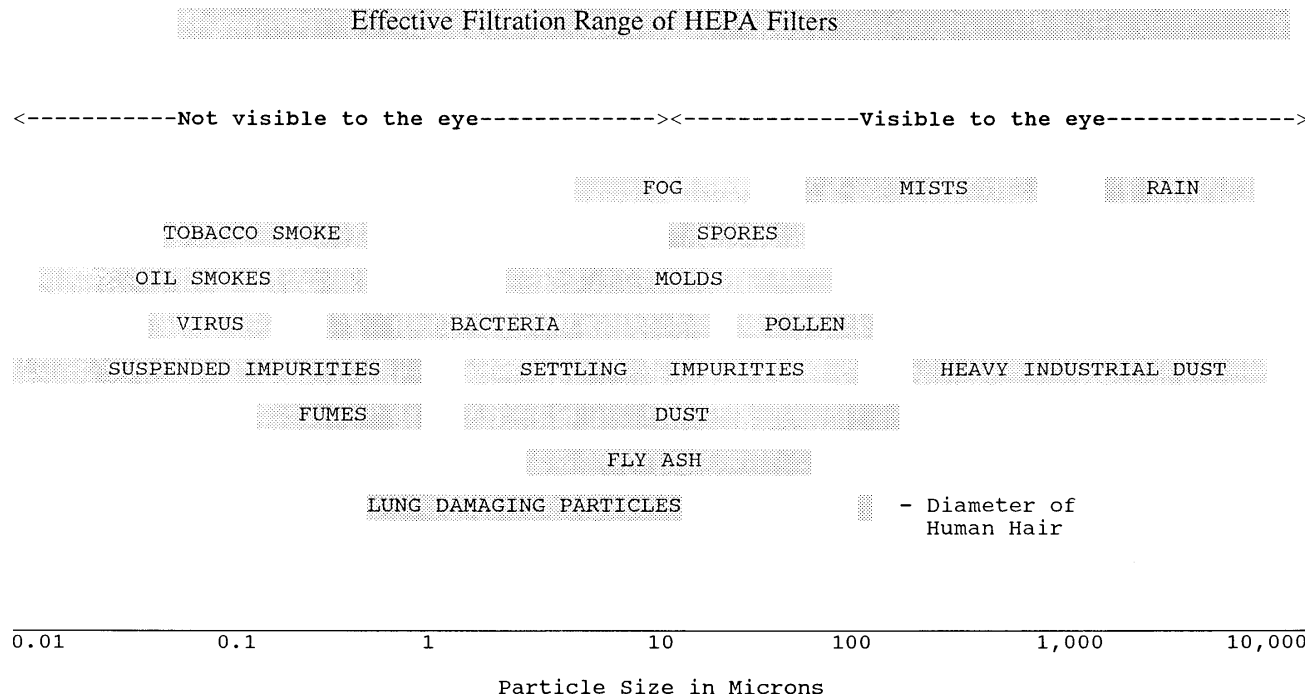 Effective Filtration Range of HEPA Filters
<-----------Not visible to the eye-------------><-------------Visible to the eye-------------->
FOG MISTS RAIN
TOBACCO SMOKE SPORES
OIL SMOKES MOLDS
VIRUS BACTERIA POLLEN
SUSPENDED IMPURITIES SETTLING IMPURITIES HEAVY INDUSTRIAL DUST
FUMES DUST
FLY ASH
LUNG DAMAGING PARTICLES – Diameter of
Human Hair
0.01 0.1 1 10 100 1,000 10,000
Particle Size in Microns